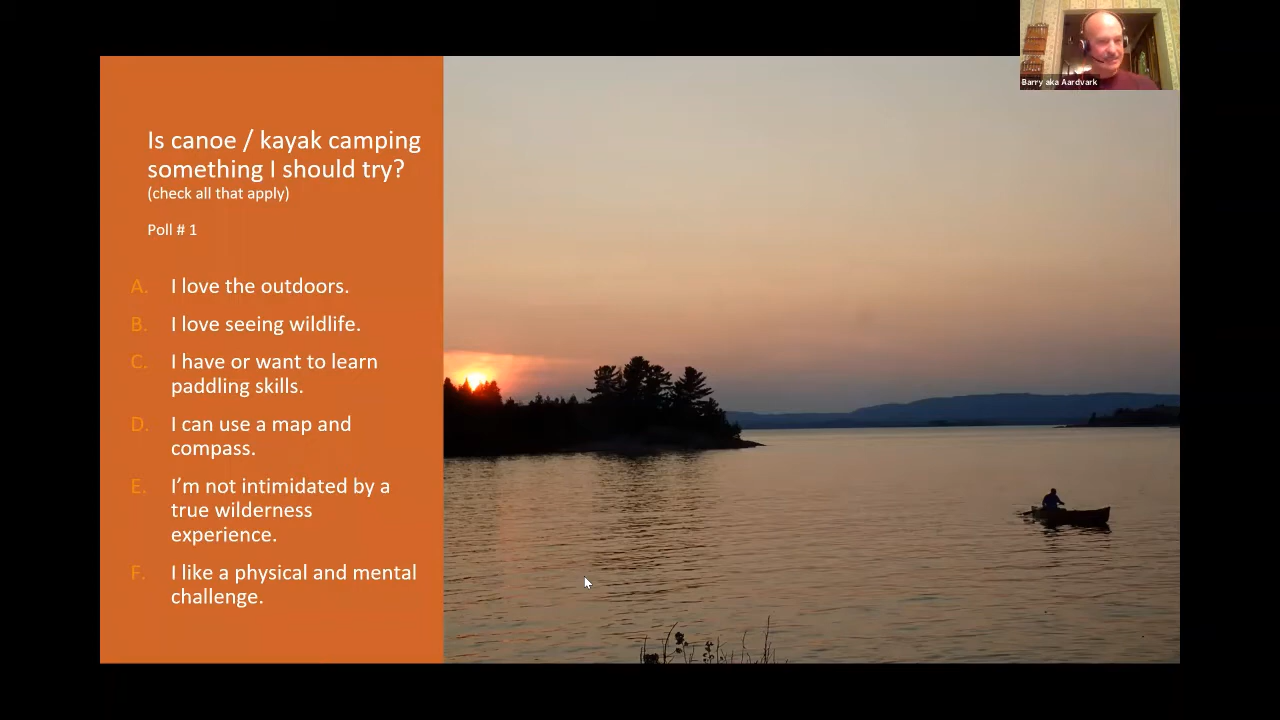 Barry aka Aardvark
Is canoe / kayak camping
something I should try?
(check all that apply)
Poll # 1
A. I love the outdoors.
B. I love seeing wildlife.
C. I have or want to learn
paddling skills.
D. I can use a map and
compass.
E. I’m not intimidated by a
true wilderness
experience.
F. I like a physical and mental
challenge.